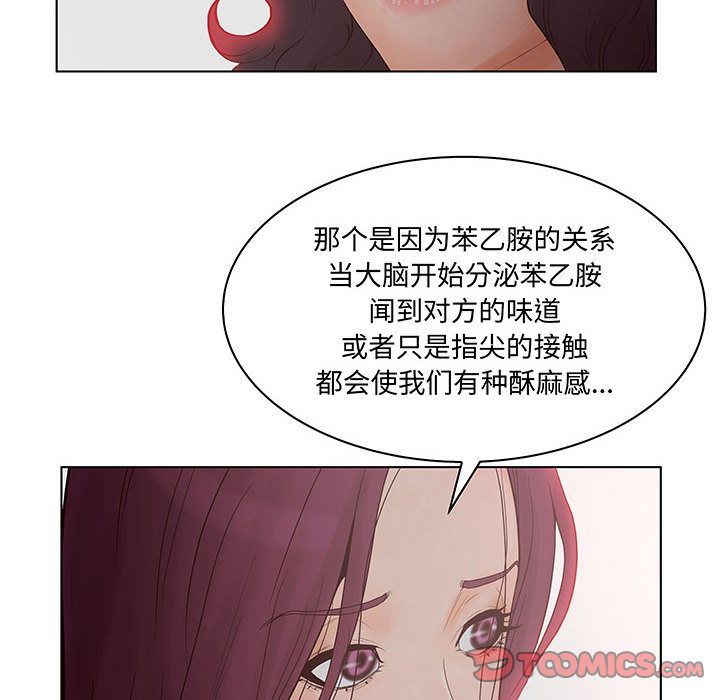 那个是因为苯乙胺的关系
当大脑开始分泌苯乙胺
闻到对方的味道
或者只是指尖的接触
都会使我们有种酥麻感...
TOOMICS.COM